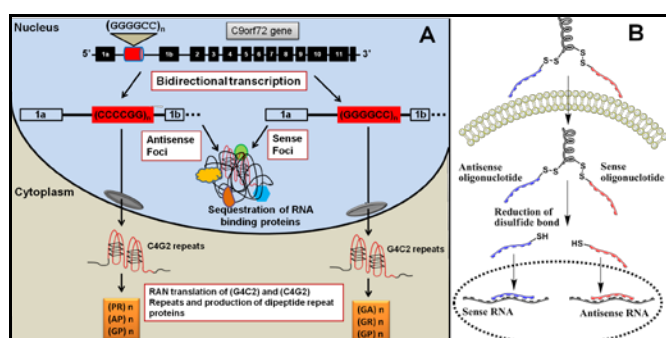 Nucleus
(GGGGCC)n
C9orf72 gene
A
5'
1a
1b
2
3
4
5
6
7
8
9
10
11
3'
Bidirectional transcription
1a
(CCCCGG)n
1b
1a
(GGGGCC)n
1b
Antisense
Foci
Sense
Foci
Cytoplasm
Sequestration of RNA
binding proteins
C4G2 repeats
G4C2 repeats
RAN translation of (G4C2) and (C4G2)
Repeats and production of dipeptide repeat
proteins
(PR) n
(AP) n
(GP) n
(GA) n
(GR) n
(GP) n
B
S-S
S
S
Antisense
oligonucleotide
Sense
oligonucleotide
S-S
S
S
Reduction of
disulfide bond
SH
HS
Sense RNA
Antisense RNA